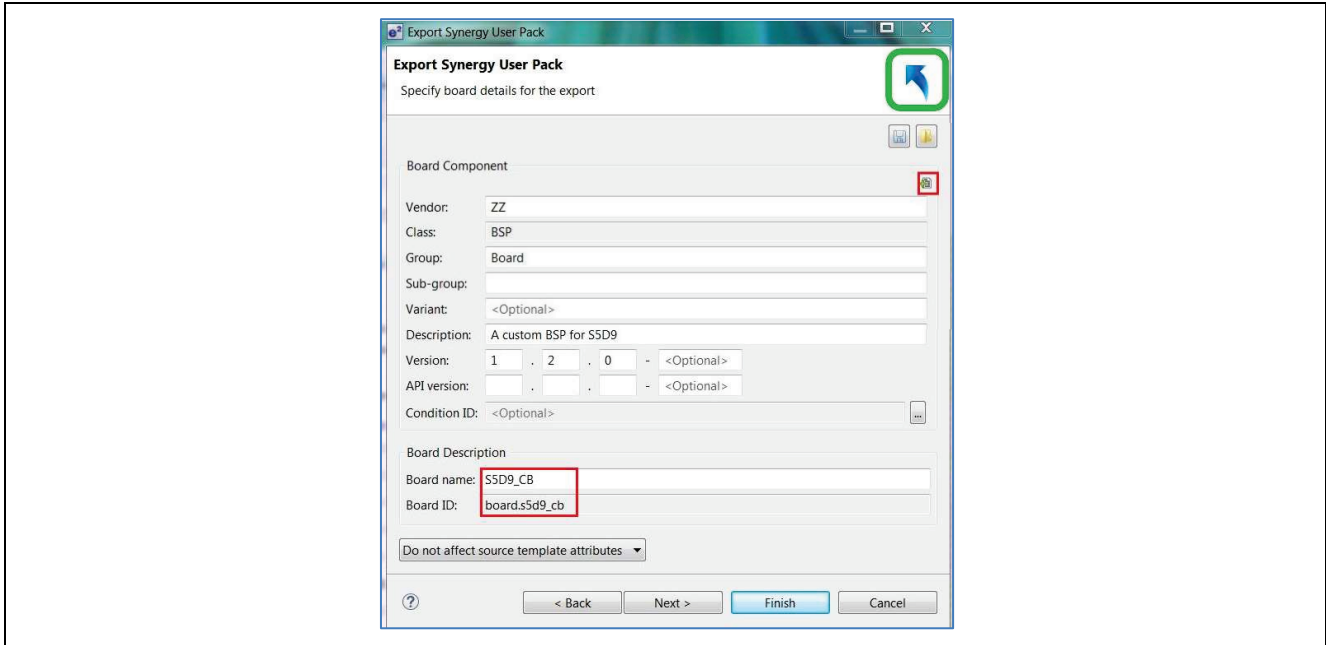 e² Export Synergy User Pack
X
Export Synergy User Pack
Specify board details for the export
Board Component
Vendor: ZZ
Class: BSP
Group: Board
Sub-group:
Variant: <Optional>
Description: A custom BSP for S5D9
Version: 1 . 2 . 0 - <Optional>
API version: . . - <Optional>
Condition ID: <Optional> ...
Board Description
Board name: S5D9_CB
Board ID: board.s5d9_cb
Do not affect source template attributes
? < Back Next > Finish Cancel